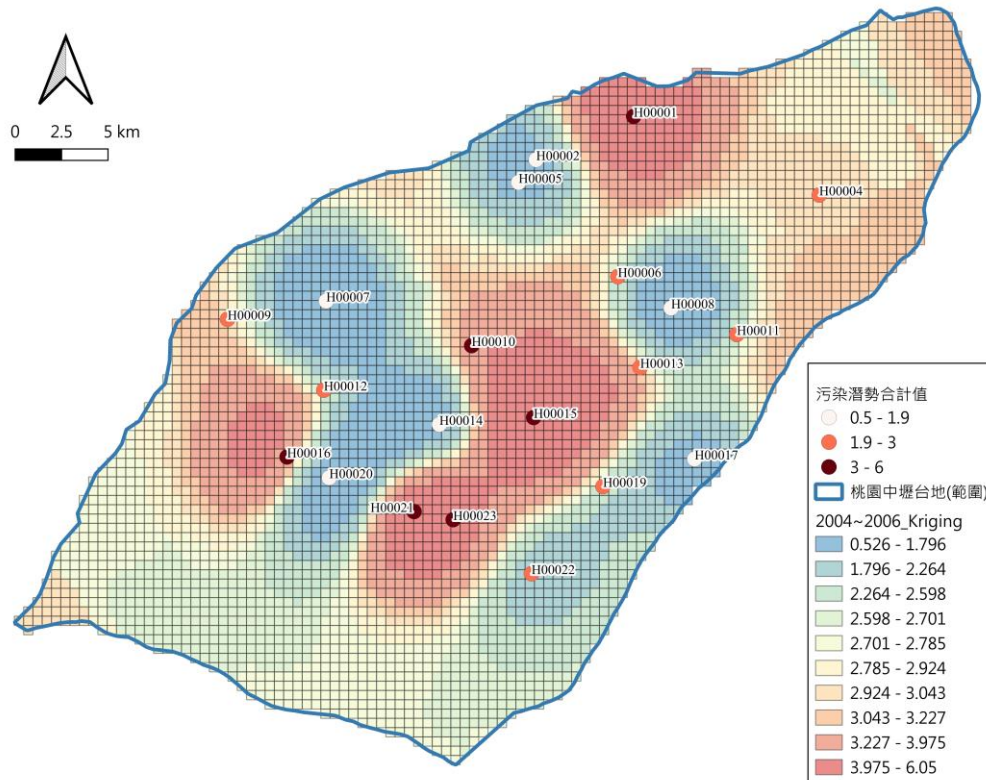 0 2.5 5 km
H00001
H00002
H00005
H00004
H00006
H00007
H00008
H00009
H00011
H00010
H00013
H00012
H00015
H00014
H00016
H00017
H00020
H00019
H00021
H00023
H00022
污染潛勢合計值
0.5 - 1.9
1.9 - 3
3 - 6
桃園中壢台地(範圍)
2004~2006_Kriging
0.526 - 1.796
1.796 - 2.264
2.264 - 2.598
2.598 - 2.701
2.701 - 2.785
2.785 - 2.924
2.924 - 3.043
3.043 - 3.227
3.227 - 3.975
3.975 - 6.05